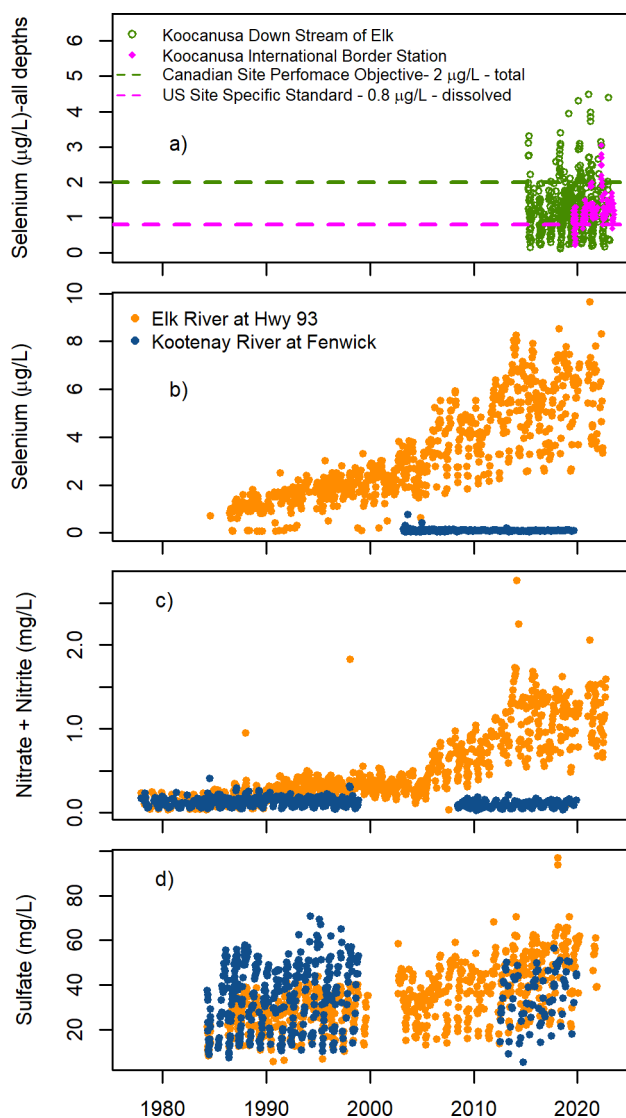 Koocanusa Down Stream of Elk
Koocanusa International Border Station
Canadian Site Perfomace Objective- 2 μg/L - total
US Site Specific Standard - 0.8 μg/L - dissolved
a)
Selenium (μg/L)-all depths
6
5
4
3
2
1
0
Elk River at Hwy 93
Kootenay River at Fenwick
b)
Selenium (μg/L)
10
8
6
4
2
0
c)
Nitrate + Nitrite (mg/L)
2.0
1.0
0.0
d)
Sulfate (mg/L)
80
60
40
20
1980 1990 2000 2010 2020